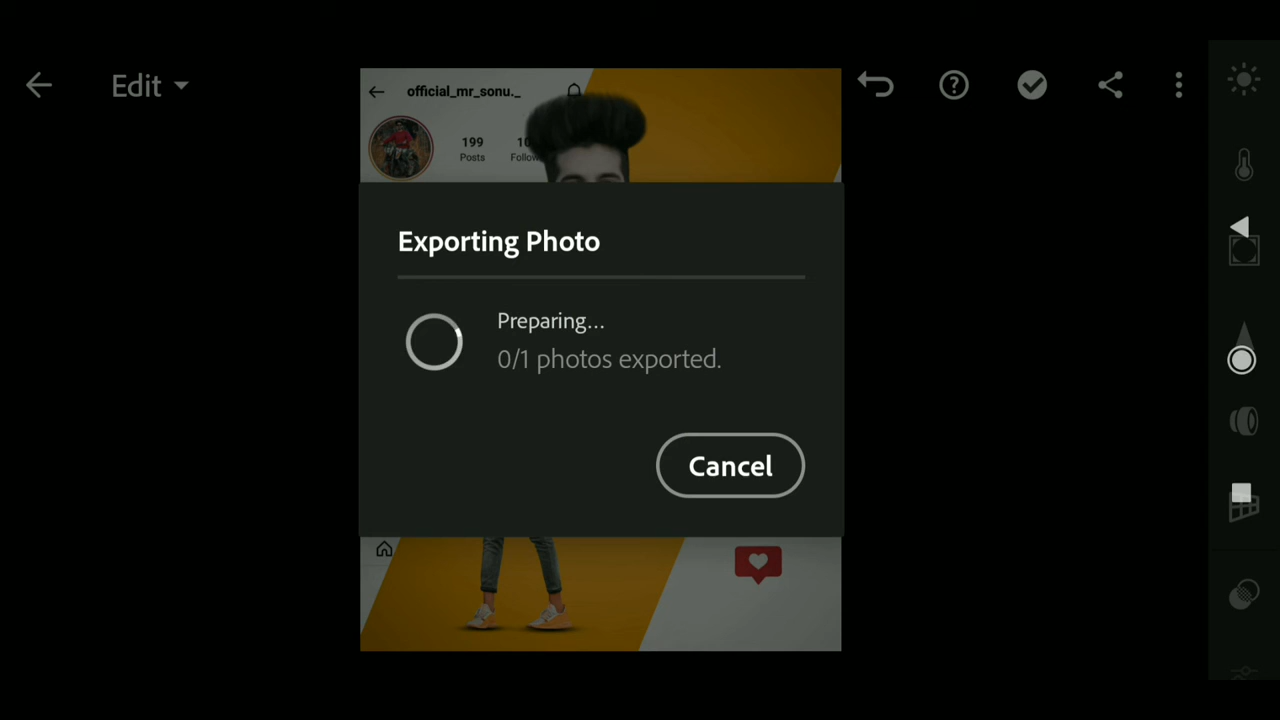 Edit
official_mr_sonu._
199
Posts
Exporting Photo
Preparing...
0/1 photos exported.
Cancel